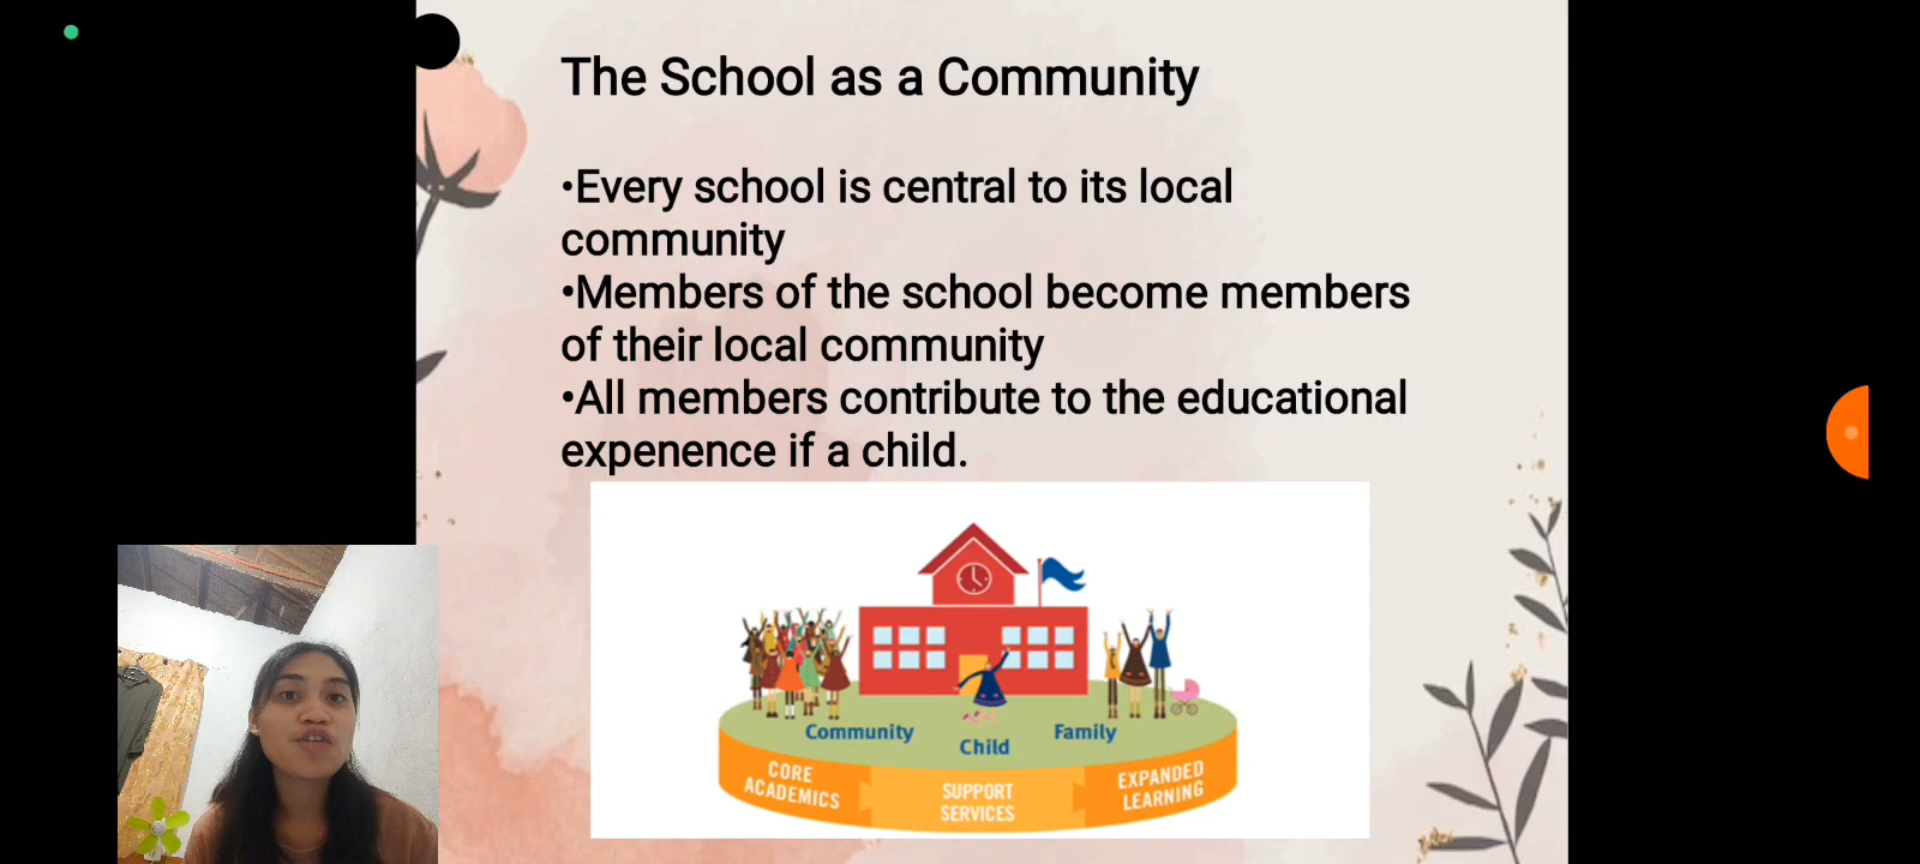 The School as a Community
•Every school is central to its local
community
•Members of the school become members
of their local community
•All members contribute to the educational
expenence if a child.
Community
Child
Family
CORE
ACADEMICS
SUPPORT
SERVICES
EXPANDED
LEARNING